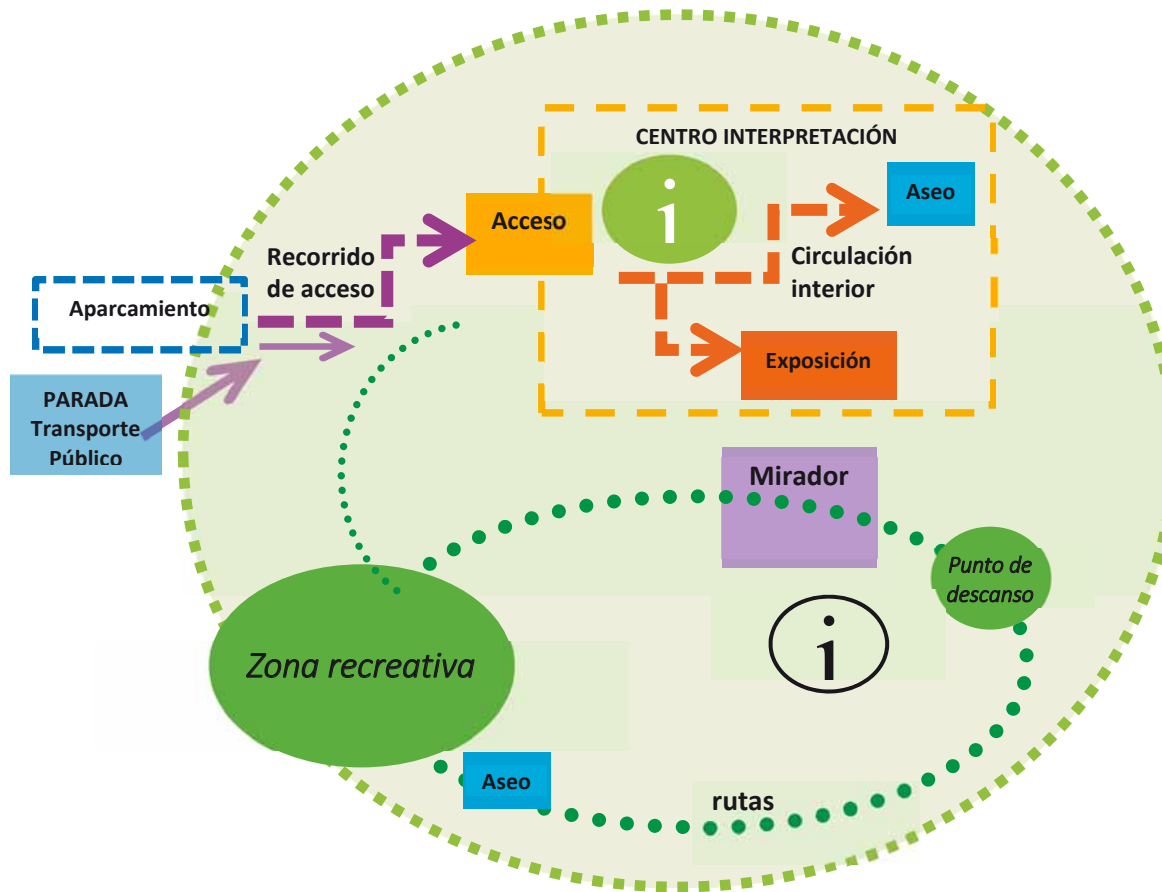 CENTRO INTERPRETACIÓN
i
Aseo
Acceso
Recorrido
de acceso
Circulación
interior
Aparcamiento
Exposición
PARADA
Transporte
Público
Mirador
Punto de
descanso
i
Zona recreativa
Aseo
rutas